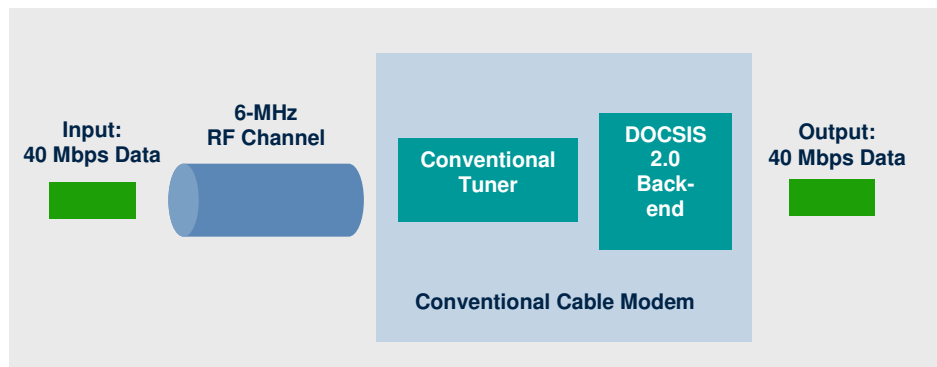 Input:
40 Mbps Data
6-MHz
RF Channel
Conventional
Tuner
DOCSIS
2.0
Back-
end
Conventional Cable Modem
Output:
40 Mbps Data